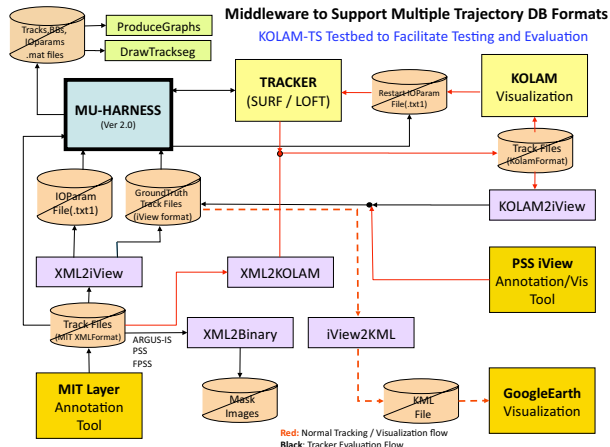 Middleware to Support Multiple Trajectory DB Formats
KOLAM-TS Testbed to Facilitate Testing and Evaluation
Tracks,BBs,
IOparams
.mat files
ProduceGraphs
DrawTrackseg
MU-HARNESS
(Ver 2.0)
TRACKER
(SURF / LOFT)
Restart IOParam
File(.txt1)
KOLAM
Visualization
Track Files
(KolamFormat)
IOParam
File(.txt1)
GroundTruth
Track Files
(iView format)
KOLAM2iView
XML2iView
XML2KOLAM
PSS iView
Annotation/Vis
Tool
Track Files
(MIT XMLFormat)
ARGUS-IS
PSS
FPSS
XML2Binary
iView2KML
MIT Layer
Annotation
Tool
Mask
Images
KML
File
GoogleEarth
Visualization
Red: Normal Tracking / Visualization flow
Black: Tracker Evaluation Flow